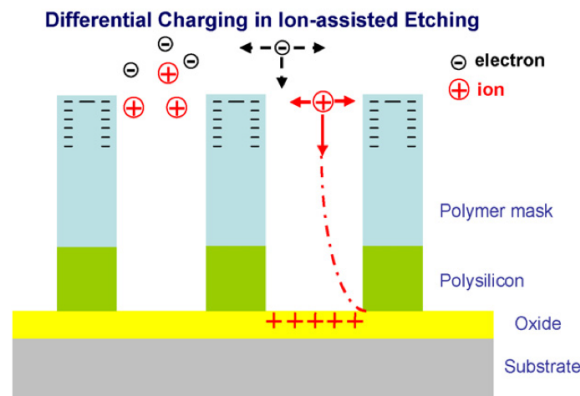 Differential Charging in Ion-assisted Etching
electron
ion
Polymer mask
Polysilicon
Oxide
Substrate